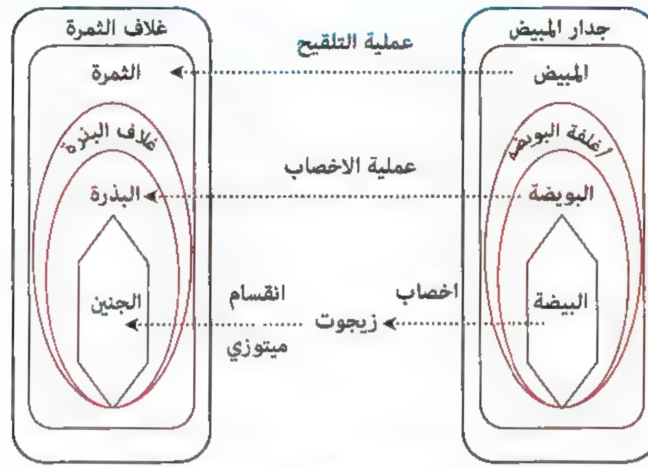 جدار المبيض
غلاف الثمرة
المبيض
عملية التلقيح
الثمرة
أغلفة البويضة
غلاف البذرة
البويضة
عملية الاخصاب
البذرة
البيضة
اخصاب
زيجوت
انقسام
ميتوزي
الجنين